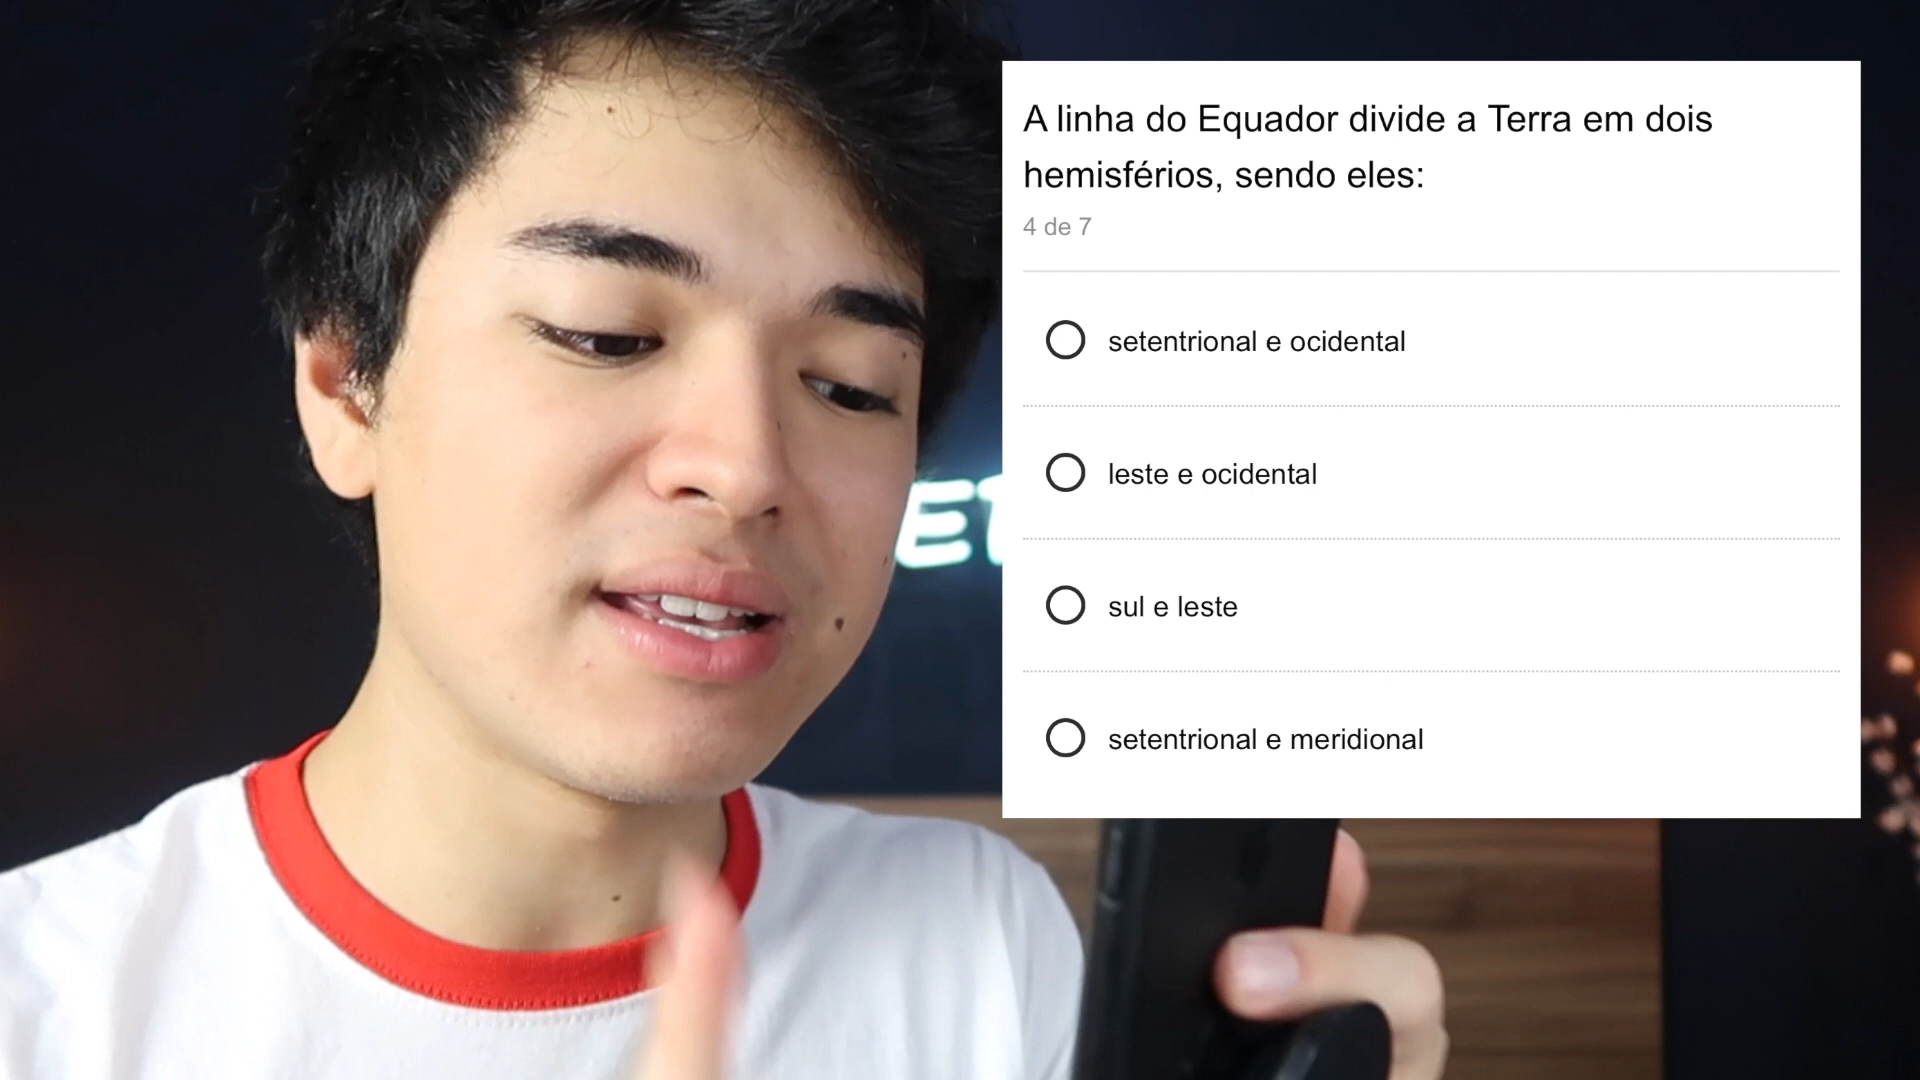 A linha do Equador divide a Terra em dois
hemisférios, sendo eles:
4 de 7
setentrional e ocidental
leste e ocidental
sul e leste
setentrional e meridional